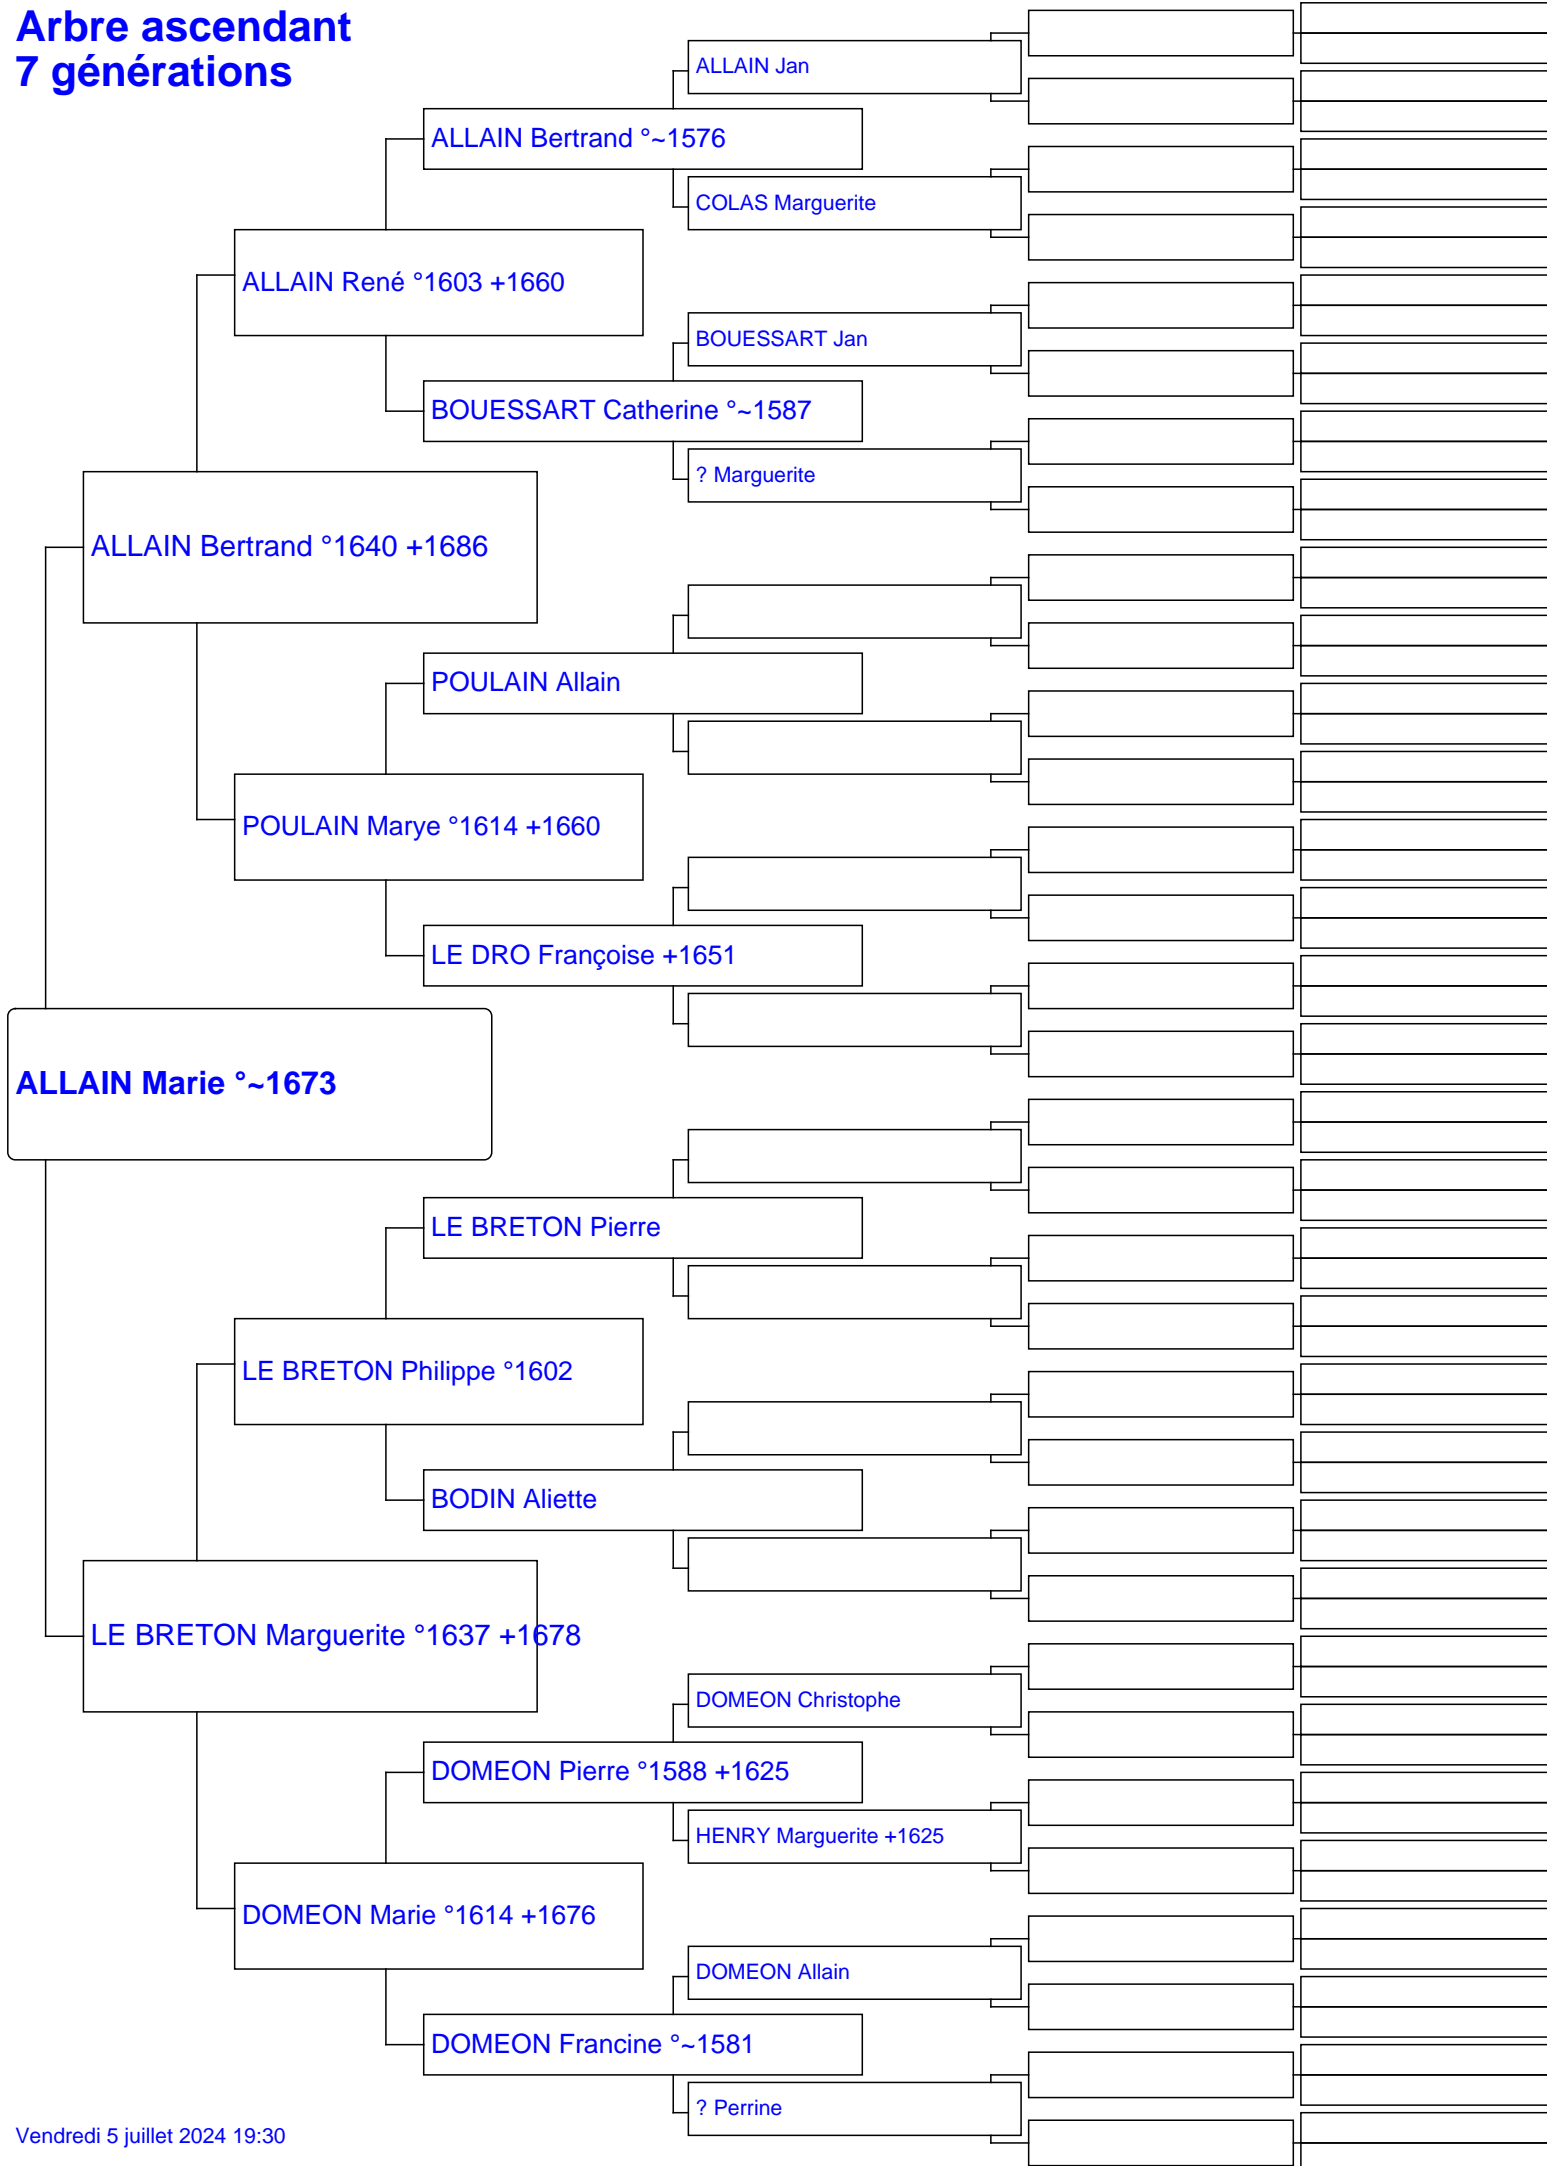 Arbre ascendant
7 générations
ALLAIN Jan
ALLAIN Bertrand °~1576
COLAS Marguerite
ALLAIN René °1603 +1660
BOUESSART Jan
BOUESSART Catherine °~1587
? Marguerite
ALLAIN Bertrand °1640 +1686
POULAIN Allain
POULAIN Marye °1614 +1660
LE DRO Françoise +1651
ALLAIN Marie °~1673
LE BRETON Pierre
LE BRETON Philippe °1602
BODIN Aliette
LE BRETON Marguerite °1637 +1678
DOMEON Christophe
DOMEON Pierre °1588 +1625
HENRY Marguerite +1625
DOMEON Marie °1614 +1676
DOMEON Allain
DOMEON Francine °~1581
? Perrine
Vendredi 5 juillet 2024 19:30